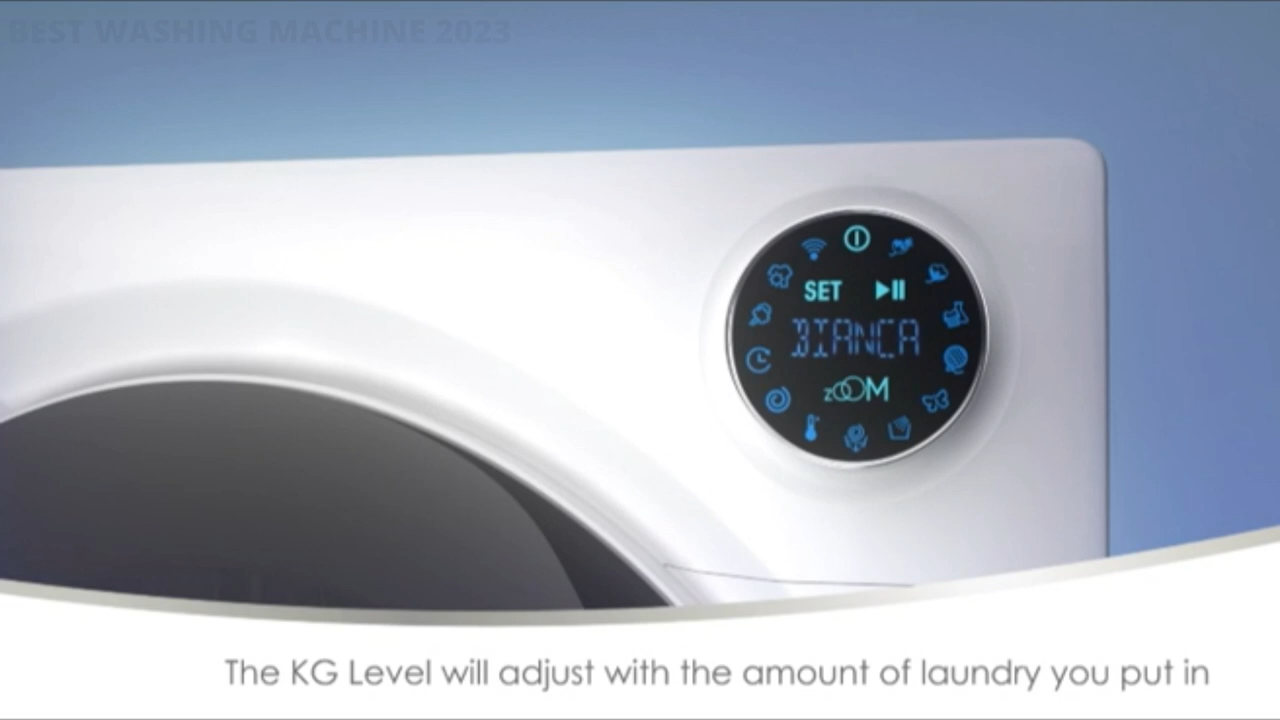 BEST WASHING MACHINE 2023
SET
BIANCA
zOOM
The KG Level will adjust with the amount of laundry you put in